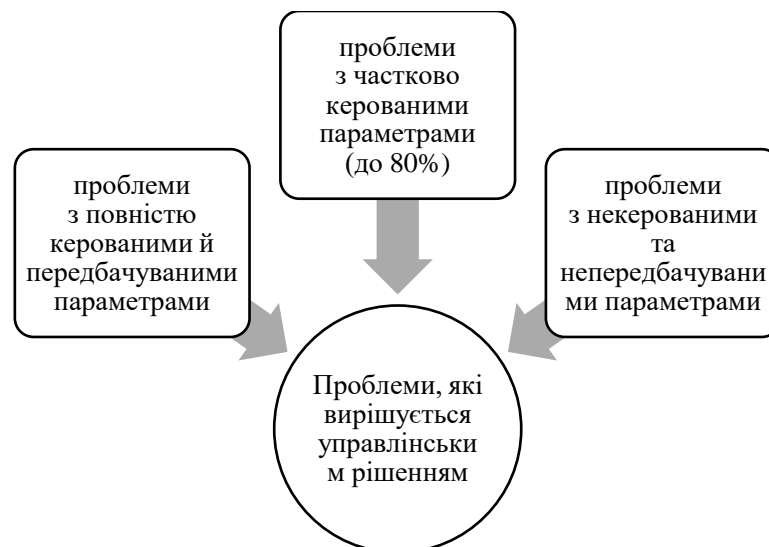 проблеми
з частково
керованими
параметрами
(до 80%)
проблеми
з повністю
керованими й
передбачуваними
параметрами
проблеми
з некерованими
та
непередбачувани
ми параметрами
Проблеми, які
вирішується
управлінськи
м рішенням